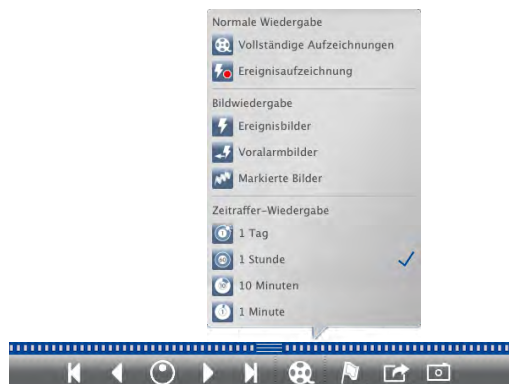 Normale Wiedergabe
Vollständige Aufzeichnungen
Ereignisaufzeichnung
Bildwiedergabe
Ereignisbilder
Voralarmbilder
Markierte Bilder
Zeitraffer-Wiedergabe
1 Tag
1 Stunde
10 Minuten
1 Minute